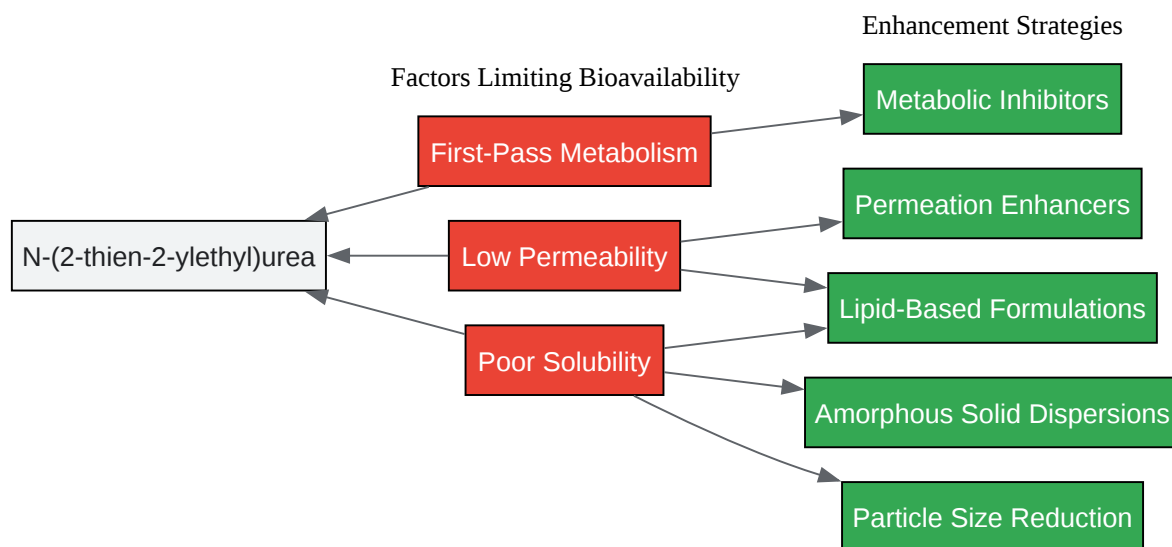 Enhancement Strategies
Factors Limiting Bioavailability
Metabolic Inhibitors
First-Pass Metabolism
Permeation Enhancers
N-(2-thien-2-ylethyl)urea
Low Permeability
Lipid-Based Formulations
Poor Solubility
Amorphous Solid Dispersions
Particle Size Reduction